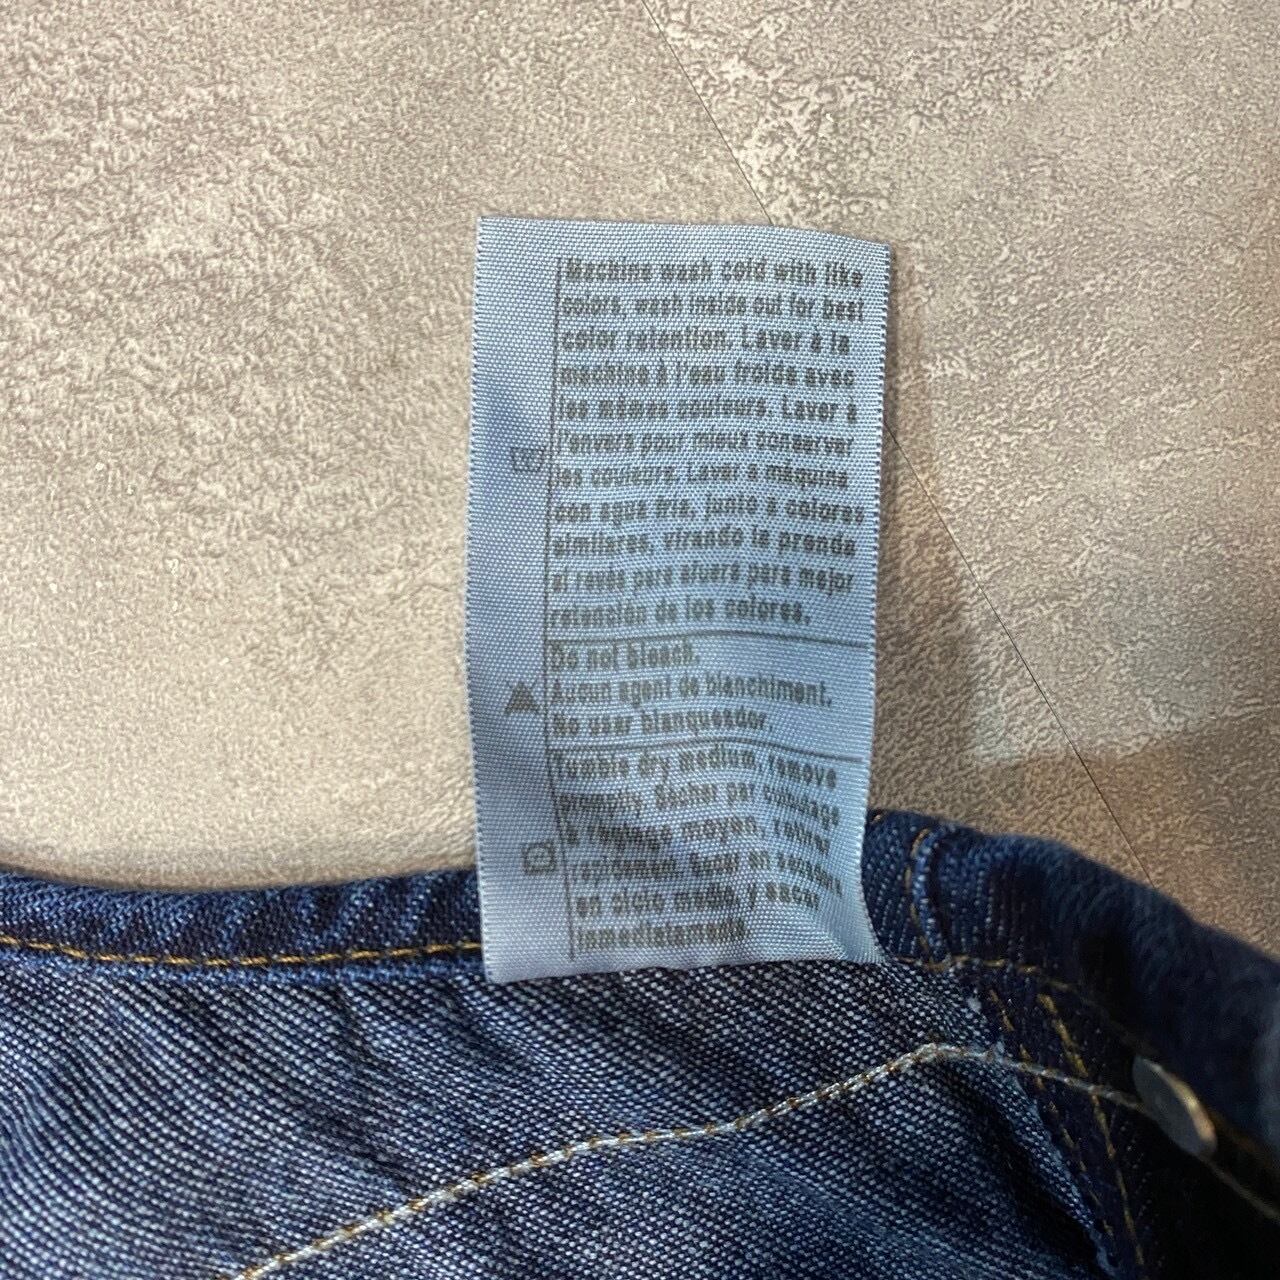 Machine wash cold with like
colors, wash inside out for best
color retention. Laver à la
machine à l'eau froide avec
les mêmes couleurs. Laver à
l'envers pour mieux conserver
les couleurs. Lavar a máquina
con agua fria, junto a colores
similares, virando la prenda
al revés para afuera para mejor
retención de los colores.
Do not bleach.
Aucun agent de blanchiment.
No usar blanqueador.
Tumble dry medium, remove
promptly. Sécher par culbutage
à réglage moyen, retirer
rapidement. Secar en secadora
en ciclo medio, y sacar
inmediatamente.